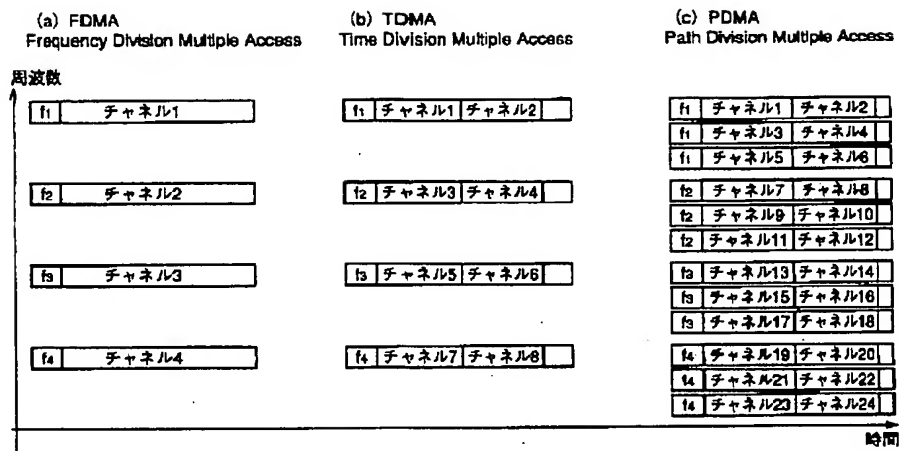 (a) FDMA
Frequency Division Multiple Access
(b) TDMA
Time Division Multiple Access
(c) PDMA
Path Division Multiple Access
周波数
f1 チャネル1
f2 チャネル2
f3 チャネル3
f4 チャネル4
f1 チャネル1 チャネル2
f2 チャネル3 チャネル4
f3 チャネル5 チャネル6
f4 チャネル7 チャネル8
f1 チャネル1 チャネル2
f1 チャネル3 チャネル4
f1 チャネル5 チャネル6
f2 チャネル7 チャネル8
f2 チャネル9 チャネル10
f2 チャネル11 チャネル12
f3 チャネル13 チャネル14
f3 チャネル15 チャネル16
f3 チャネル17 チャネル18
f4 チャネル19 チャネル20
f4 チャネル21 チャネル22
f4 チャネル23 チャネル24
時間